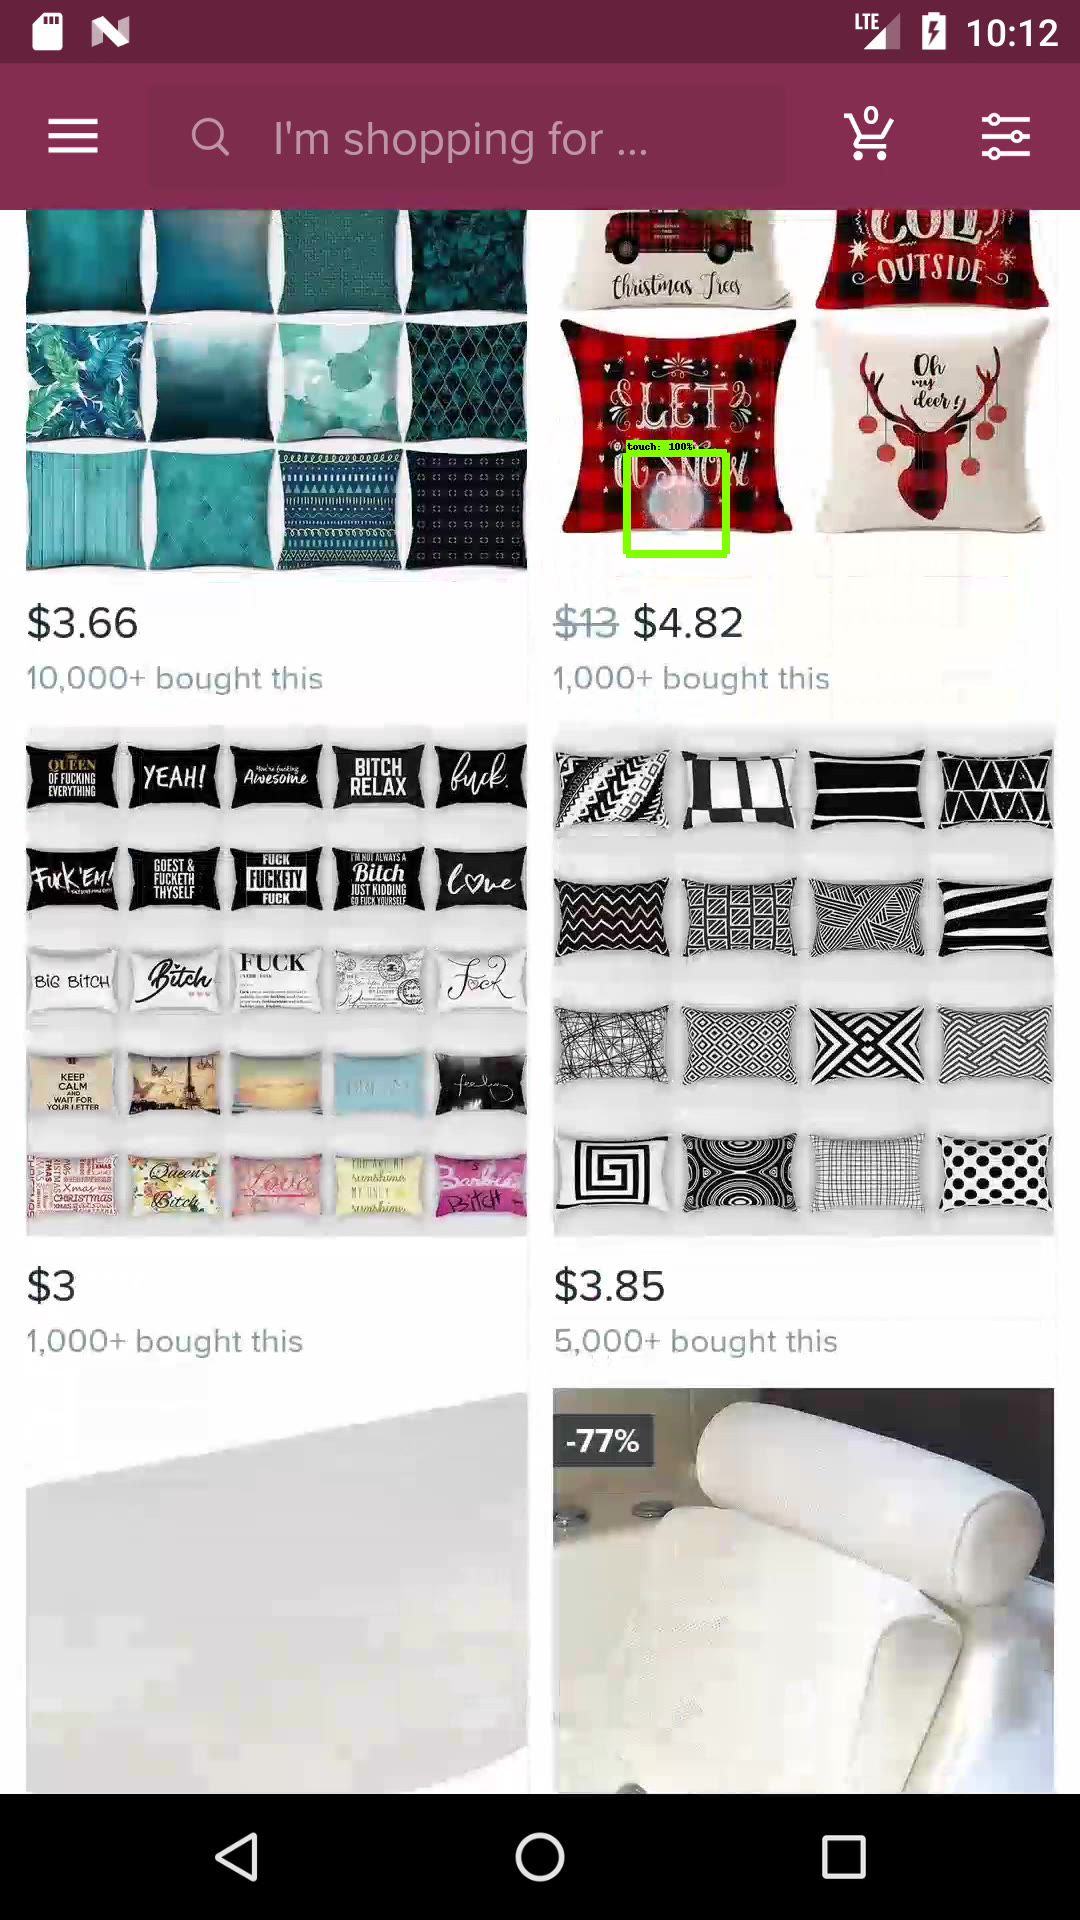 LTE 10:12
I'm shopping for ...
0
Christmas Trees
COLD
OUTSIDE
LET
IT SNOW
Oh
my
deer!
touch: 100%
$3.66
$13 $4.82
10,000+ bought this
1,000+ bought this
QUEEN
OF FUCKING
EVERYTHING
YEAH!
You're fucking
Awesome
BITCH
RELAX
fuck.
FUCK 'EM!
GOEST &
FUCKETH
THYSELF
FUCK
FUCKETY
FUCK
I'M NOT ALWAYS A
Bitch
JUST KIDDING
GO FUCK YOURSELF
love
BIG BITCH
Bitch
FUCK
Fuck
KEEP
CALM
AND
WAIT FOR
YOUR LETTER
feeling
XMAS
CHRISTMAS
Queen
Bitch
Love
sunshine
MY ONLY
sunshine
Barbie
BITCH
$3
$3.85
1,000+ bought this
5,000+ bought this
-77%